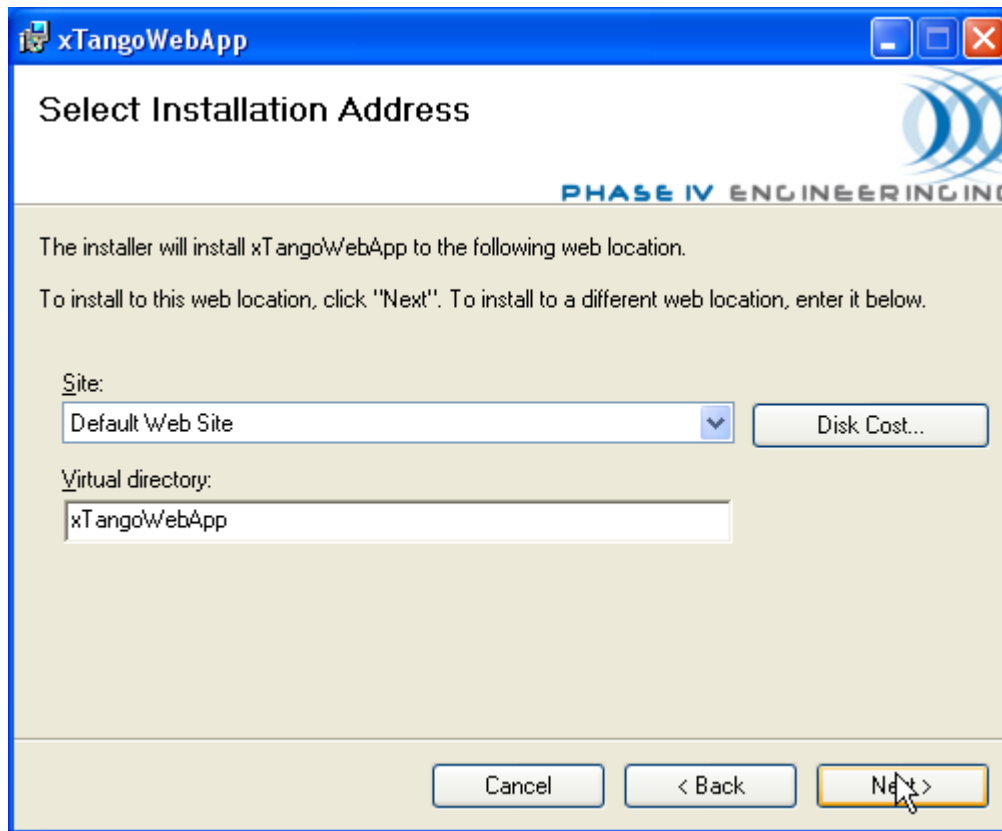 xTangoWebApp
Select Installation Address
PHASE IV ENGINEERING INC
The installer will install xTangoWebApp to the following web location.
To install to this web location, click "Next". To install to a different web location, enter it below.
Site:
Default Web Site
Disk Cost...
Virtual directory:
xTangoWebApp
Cancel
< Back
Next >